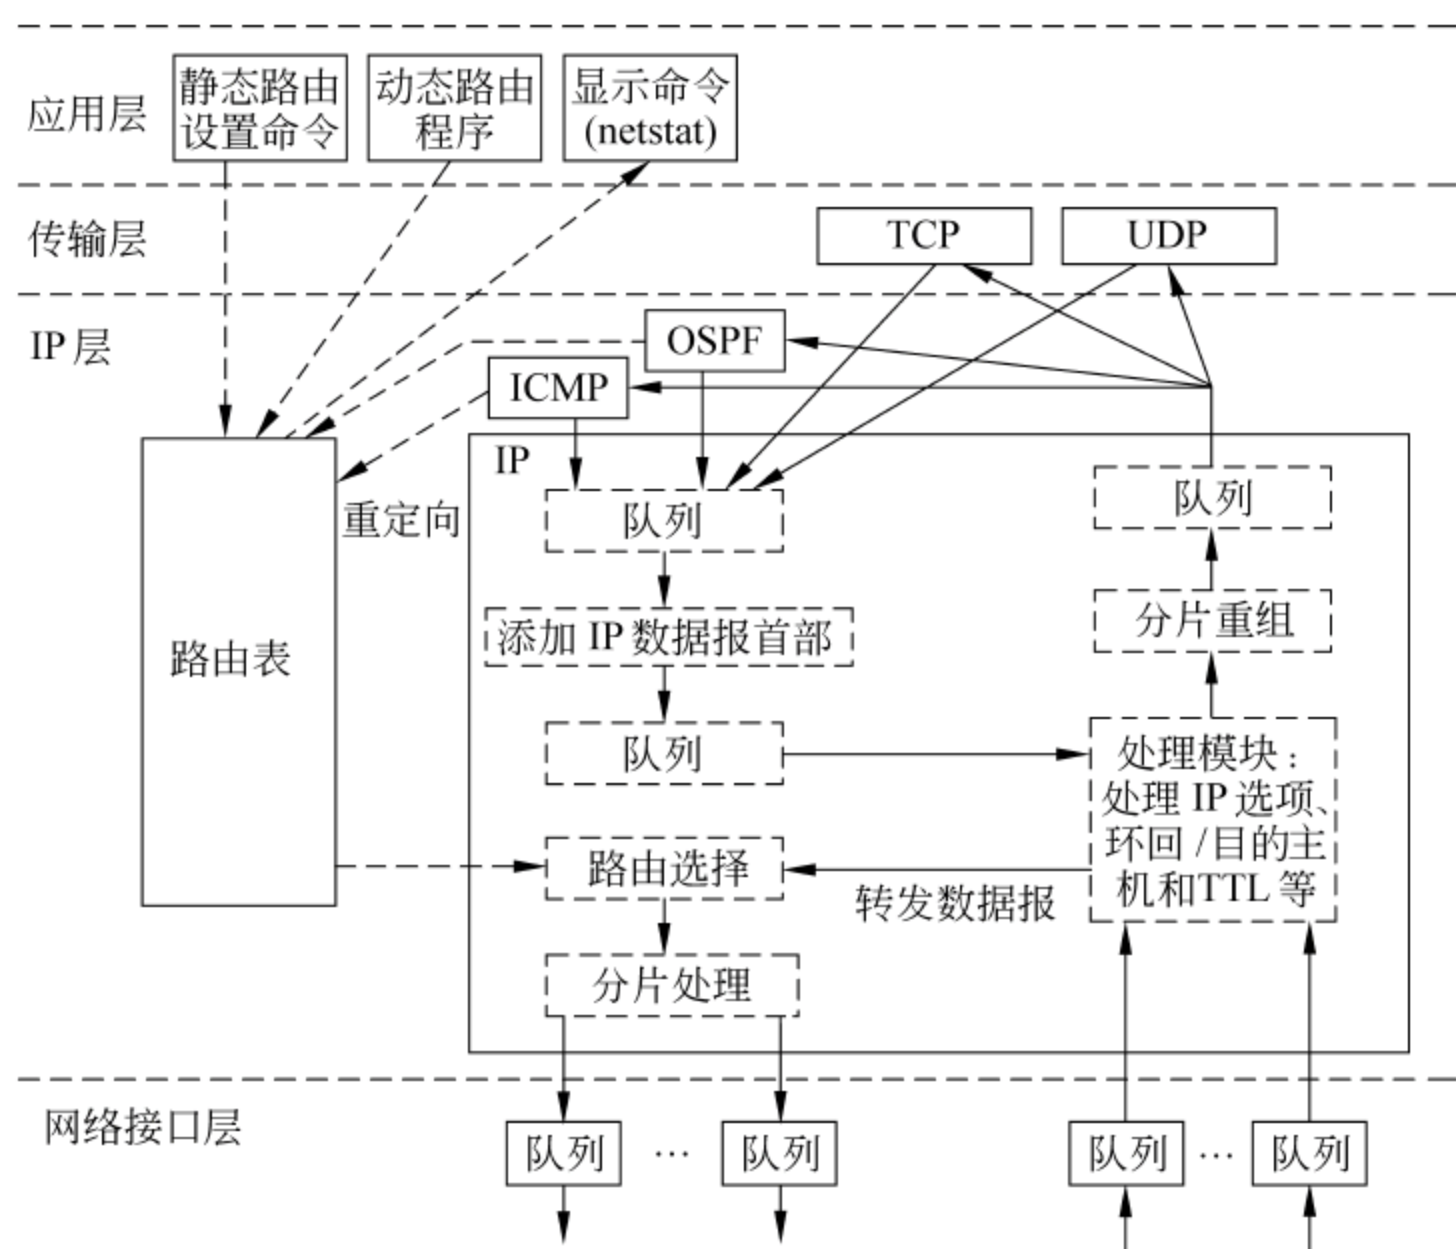 应用层
静态路由
设置命令
动态路由
程序
显示命令
(netstat)
传输层
TCP
UDP
IP层
OSPF
ICMP
IP
重定向
队列
队列
分片重组
添加 IP 数据报首部
路由表
队列
处理模块：
处理 IP 选项、
环回/目的主
机和TTL 等
路由选择
转发数据报
分片处理
网络接口层
队列
…
队列
队列
…
队列